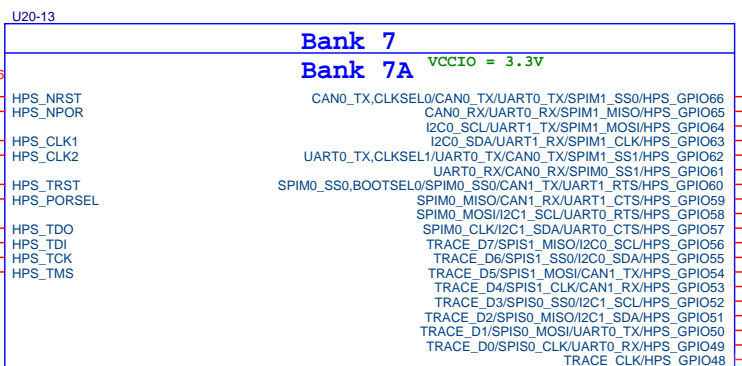 U20-13
Bank 7
Bank 7A VCCIO = 3.3V
HPS_NRST CAN0_TX,CLKSEL0/CAN0_TX/UART0_TX/SPIM1_SS0/HPS_GPIO66
HPS_NPOR CAN0_RX/UART0_RX/SPIM1_MISO/HPS_GPIO65
I2C0_SCL/UART1_TX/SPIM1_MOSI/HPS_GPIO64
HPS_CLK1 I2C0_SDA/UART1_RX/SPIM1_CLK/HPS_GPIO63
HPS_CLK2 UART0_TX,CLKSEL1/UART0_TX/CAN0_TX/SPIM1_SS1/HPS_GPIO62
UART0_RX/CAN0_RX/SPIM0_SS1/HPS_GPIO61
HPS_TRST SPIM0_SS0,BOOTSEL0/SPIM0_SS0/CAN1_TX/UART1_RTS/HPS_GPIO60
HPS_PORSEL SPIM0_MISO/CAN1_RX/UART1_CTS/HPS_GPIO59
SPIM0_MOSI/I2C1_SCL/UART0_RTS/HPS_GPIO58
HPS_TDO SPIM0_CLK/I2C1_SDA/UART0_CTS/HPS_GPIO57
HPS_TDI TRACE_D7/SPIS1_MISO/I2C0_SCL/HPS_GPIO56
HPS_TCK TRACE_D6/SPIS1_SS0/I2C0_SDA/HPS_GPIO55
HPS_TMS TRACE_D5/SPIS1_MOSI/CAN1_TX/HPS_GPIO54
TRACE_D4/SPIS1_CLK/CAN1_RX/HPS_GPIO53
TRACE_D3/SPIS0_SS0/I2C1_SCL/HPS_GPIO52
TRACE_D2/SPIS0_MISO/I2C1_SDA/HPS_GPIO51
TRACE_D1/SPIS0_MOSI/UART0_TX/HPS_GPIO50
TRACE_D0/SPIS0_CLK/UART0_RX/HPS_GPIO49
TRACE_CLK/HPS_GPIO48